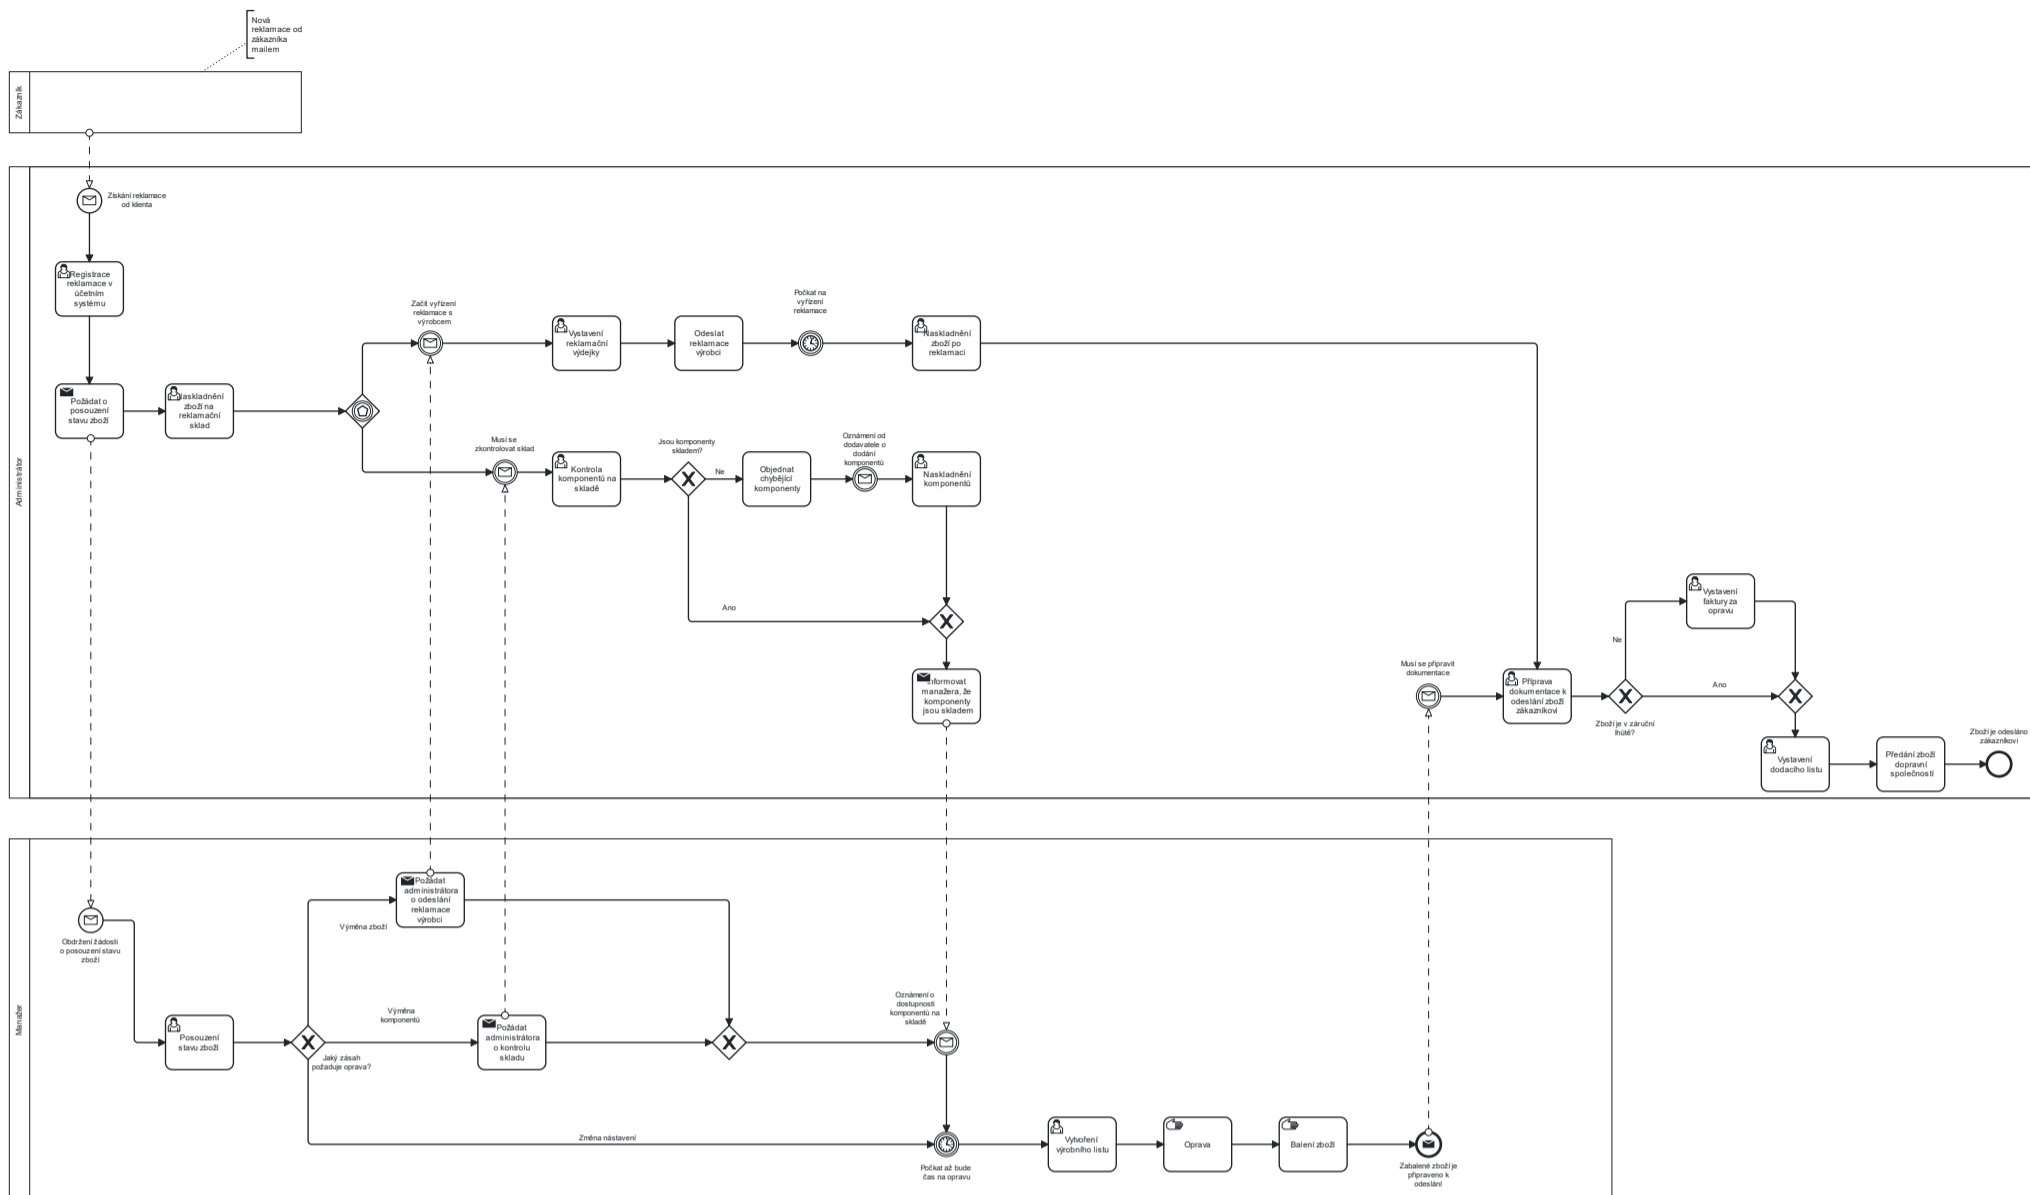 Nová
reklamace od
zákazníka
mailem
Zákazník
Získání reklamace
od klienta
Registrace
reklamace v
účetním
systému
Požádat o
posouzení
stavu zboží
Naskladnění
zboží na
reklamační
sklad
Začít vyřízení
reklamace s
výrobcem
Vystavení
reklamační
výdejky
Odeslat
reklamace
výrobci
Počkat na
vyřízení
reklamace
Naskladnění
zboží po
reklamaci
Musí se
zkontrolovat sklad
Kontrola
komponentů na
skladě
Jsou komponenty
skladem?
Ne
Objednat
chybějící
komponenty
Oznámení od
dodavatele o
dodání
komponentů
Naskladnění
komponentů
Ano
Informovat
manažera, že
komponenty
jsou skladem
Administrátor
Musí se připravit
dokumentace
Příprava
dokumentace k
odeslání zboží
zákazníkovi
Zboží je v záruční
lhůtě?
Ne
Ano
Vystavení
faktury za
opravu
Vystavení
dodacího listu
Předání zboží
dopravní
společností
Zboží je odesláno
zákazníkovi
Manažer
Obdržení žádosti
o posouzení stavu
zboží
Posouzení
stavu zboží
Jaký zásah
požaduje oprava?
Výměna zboží
Požádat
administrátora
o odeslání
reklamace
výrobci
Výměna
komponentů
Požádat
administrátora
o kontrolu
skladu
Změna nástavení
Oznámení o
dostupnosti
komponentů na
skladě
Počkat až bude
čas na opravu
Vytvoření
výrobního listu
Oprava
Balení zboží
Zabalené zboží je
připraveno k
odeslání